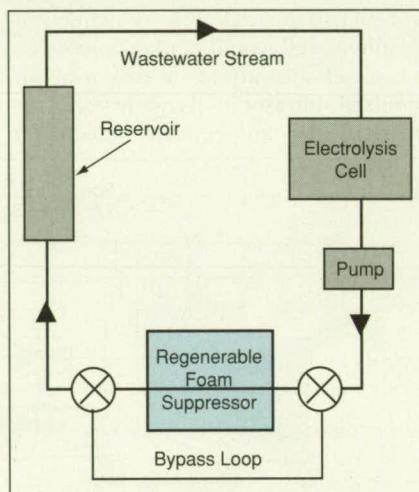 Wastewater Stream
Reservoir
Electrolysis
Cell
Pump
Regenerable
Foam
Suppressor
Bypass Loop